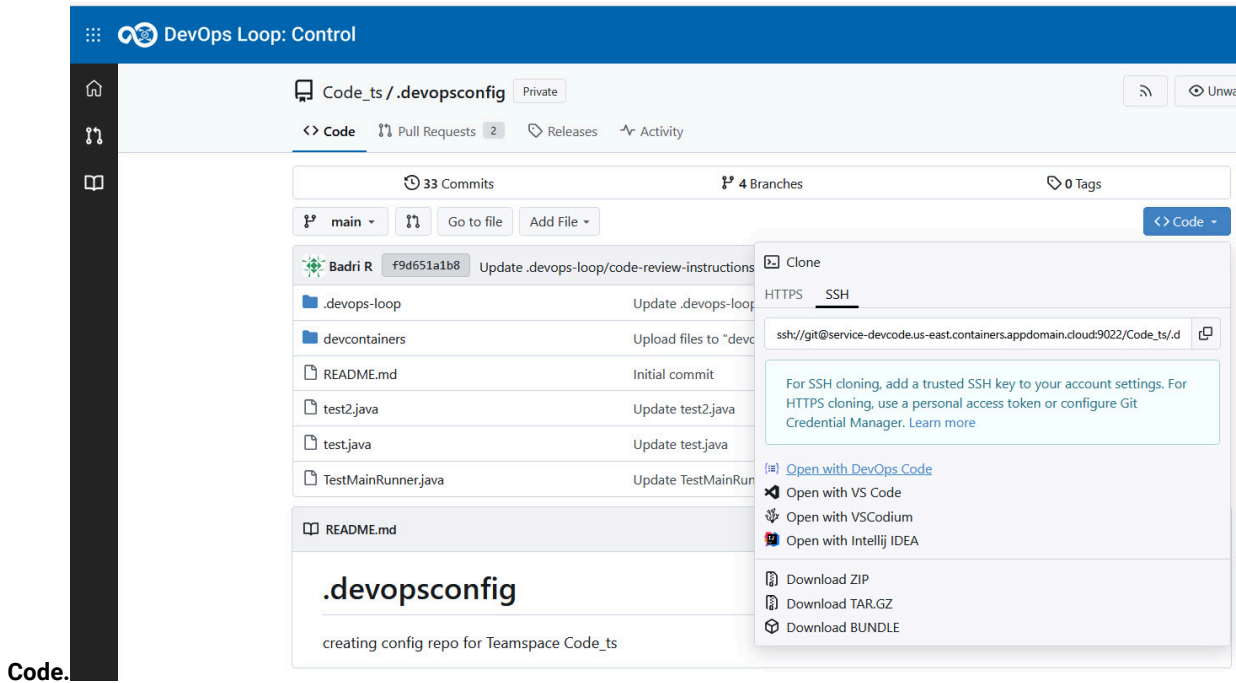 DevOps Loop: Control
Code_ts / .devopsconfig Private
Code Pull Requests 2 Releases Activity
33 Commits 4 Branches 0 Tags
main Go to file Add File <> Code
Badri R f9d651a1b8 Update .devops-loop/code-review-instructions
Clone
.devops-loop Update .devops-loop
HTTPS SSH
devcontainers Upload files to "devc
ssh://git@service-devcode.us-east.containers.appdomain.cloud:9022/Code_ts/.d
README.md Initial commit
For SSH cloning, add a trusted SSH key to your account settings. For
HTTPS cloning, use a personal access token or configure Git
Credential Manager. Learn more
test2.java Update test2.java
test.java Update test.java
TestMainRunner.java Update TestMainRun
Open with DevOps Code
Open with VS Code
Open with VSCodium
Open with Intellij IDEA
Download ZIP
Download TAR.GZ
Download BUNDLE
README.md
.devopsconfig
creating config repo for Teamspace Code_ts
Code.